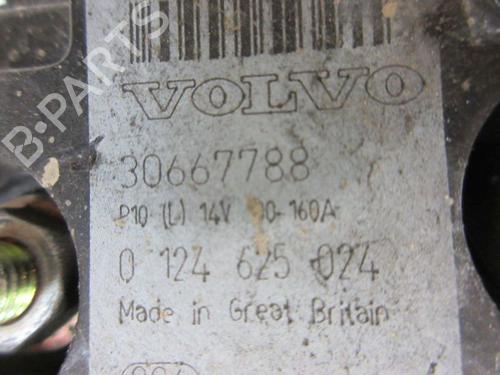 B-PARTS
VOLVO
30667788
P10 (L) 14V 90-160A
0 124 625 024
Made in Great Britain